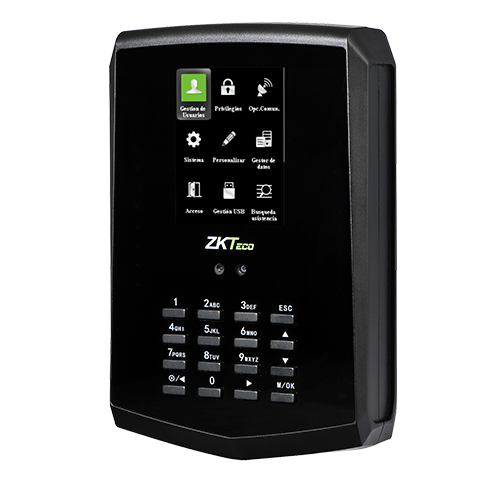 Gestión de Usuarios
Privilegios
Opc.Comun.
Sistema
Personalizar
Gestor de datos
Acceso
Gestión USB
Busqueda asistencia
ZKTECO
1 2ABC 3DEF ESC
4GHI 5JKL 6MNO ▲
7PQRS 8TUV 9WXYZ ▼
⊙/◀ 0 ▶ M/OK